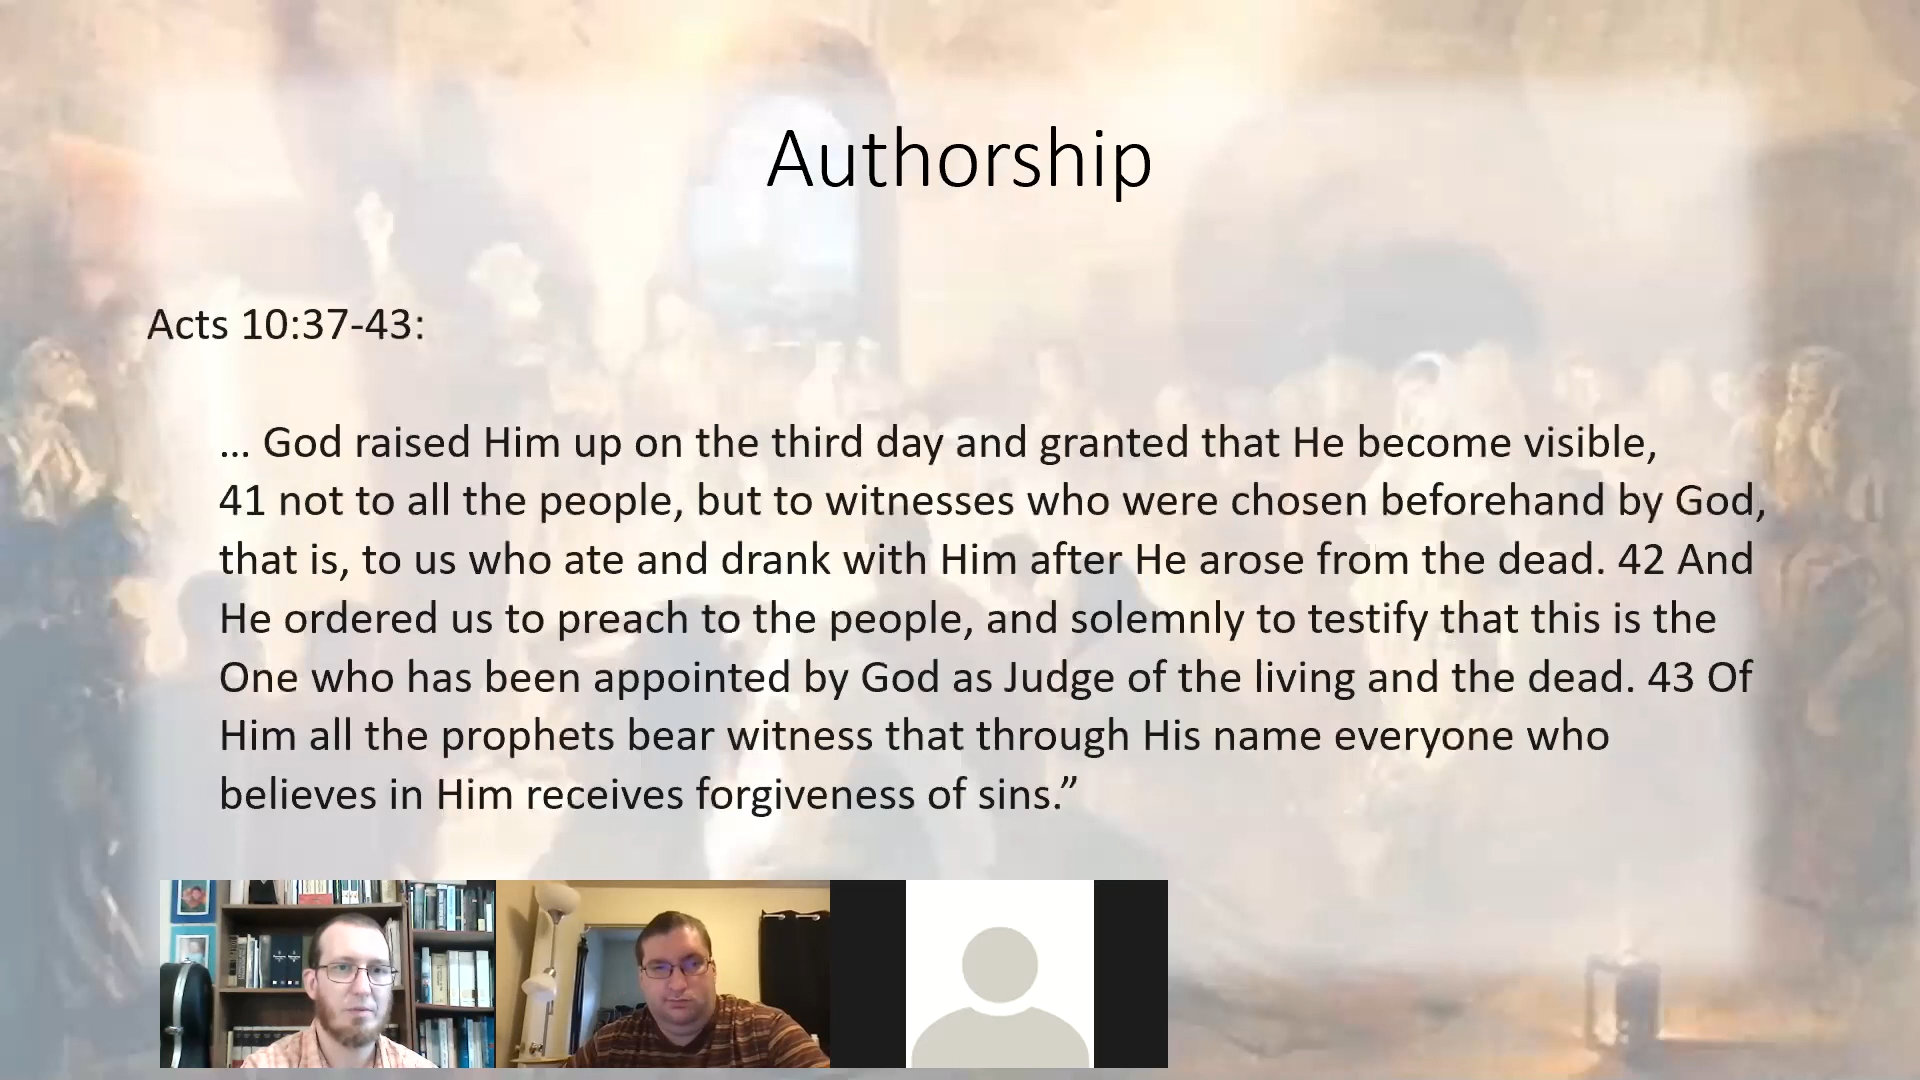 Authorship
Acts 10:37-43:
... God raised Him up on the third day and granted that He become visible,
41 not to all the people, but to witnesses who were chosen beforehand by God,
that is, to us who ate and drank with Him after He arose from the dead. 42 And
He ordered us to preach to the people, and solemnly to testify that this is the
One who has been appointed by God as Judge of the living and the dead. 43 Of
Him all the prophets bear witness that through His name everyone who
believes in Him receives forgiveness of sins.”